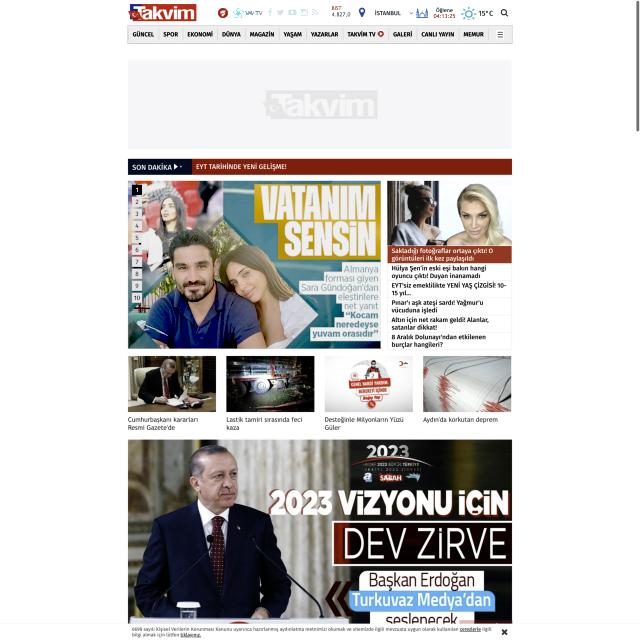 Takvim
TV
BIST
4.827,0
İSTANBUL
Öğlene
04:13:25
15°C
GÜNCEL SPOR EKONOMİ DÜNYA MAGAZİN YAŞAM YAZARLAR TAKVİM TV GALERİ CANLI YAYIN MEMUR
Takvim
SON DAKİKA
EYT TARİHİNDE YENİ GELİŞME!
1
2
3
4
5
6
7
8
9
10
VATANIM
SENSİN
Almanya
forması giyen
Sara Gündoğan'dan
eleştirilere
net yanıt
"Kocam
neredeyse
yuvam orasıdır"
Sakladığı fotoğraflar ortaya çıktı! O
görüntüleri ilk kez paylaşıldı
Hülya Şen'in eski eşi bakın hangi
oyuncu çıktı! Duyan inanamadı
EYT'siz emeklilikte YENİ YAŞ ÇİZGİSİ! 10-
15 yıl...
Pınar'ı aşk ateşi sardı! Yağmur'u
vücuduna işledi
Altın için net rakam geldi! Alanlar,
satanlar dikkat!
8 Aralık Dolunayı'ndan etkilenen
burçlar hangileri?
Cumhurbaşkanı kararları
Resmi Gazete'de
Lastik tamiri sırasında feci
kaza
Desteğinle Milyonların Yüzü
Güler
Aydın'da korkutan deprem
2023
SABAH
2023 VİZYONU İÇİN
DEV ZİRVE
Başkan Erdoğan
Turkuvaz Medya'dan
seslenecek
6698 sayılı Kişisel Verilerin Korunması Kanunu uyarınca hazırlanmış aydınlatma metnimizi okumak ve sitemizde ilgili mevzuata uygun olarak kullanılan çerezlerle ilgili
bilgi almak için lütfen tıklayınız.